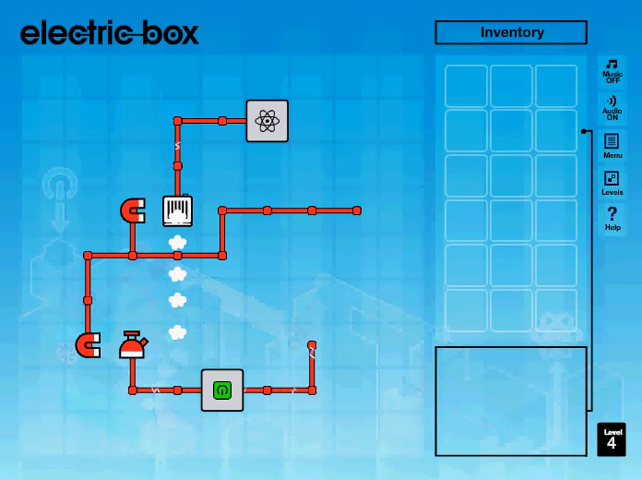 electric box
Inventory
Music
OFF
Audio
ON
Menu
Levels
?
Help
Level
4